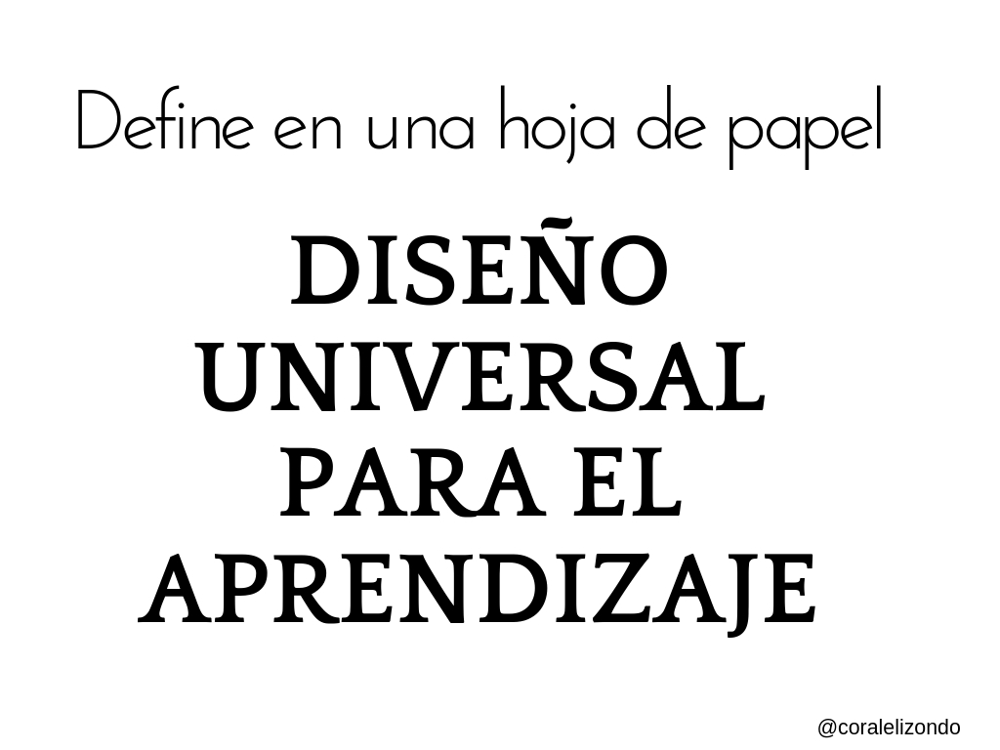 Define en una hoja de papel
DISEÑO
UNIVERSAL
PARA EL
APRENDIZAJE
@coralelizondo